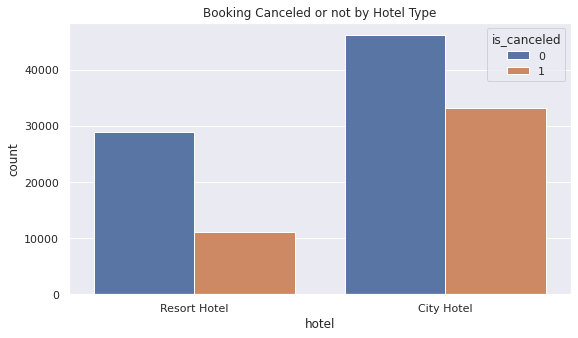 Booking Canceled or not by Hotel Type
is_canceled
0
1
40000
30000
20000
10000
0
count
Resort Hotel
City Hotel
hotel